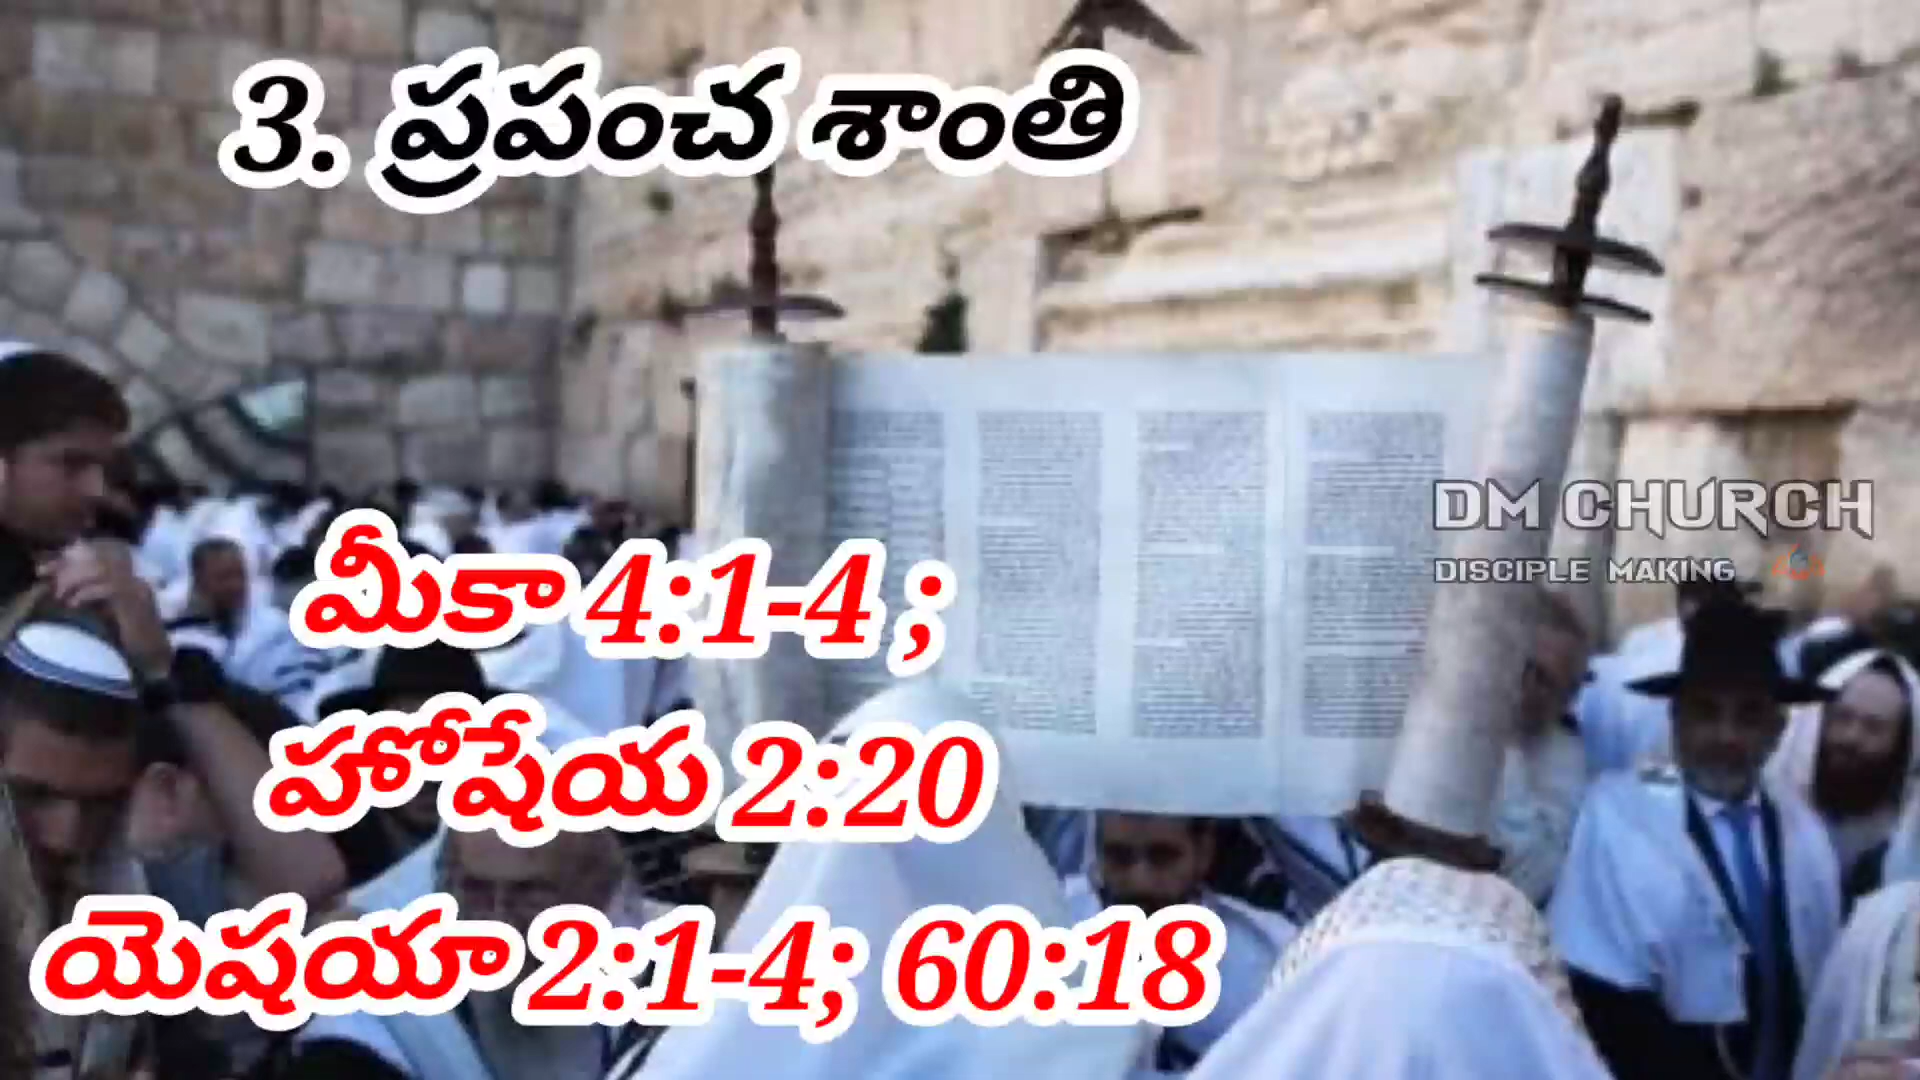 3. ప్రపంచ శాంతి
మీకా 4:1-4 ;
హోషేయ 2:20
యెషయా 2:1-4; 60:18
DM CHURCH
DISCIPLE MAKING